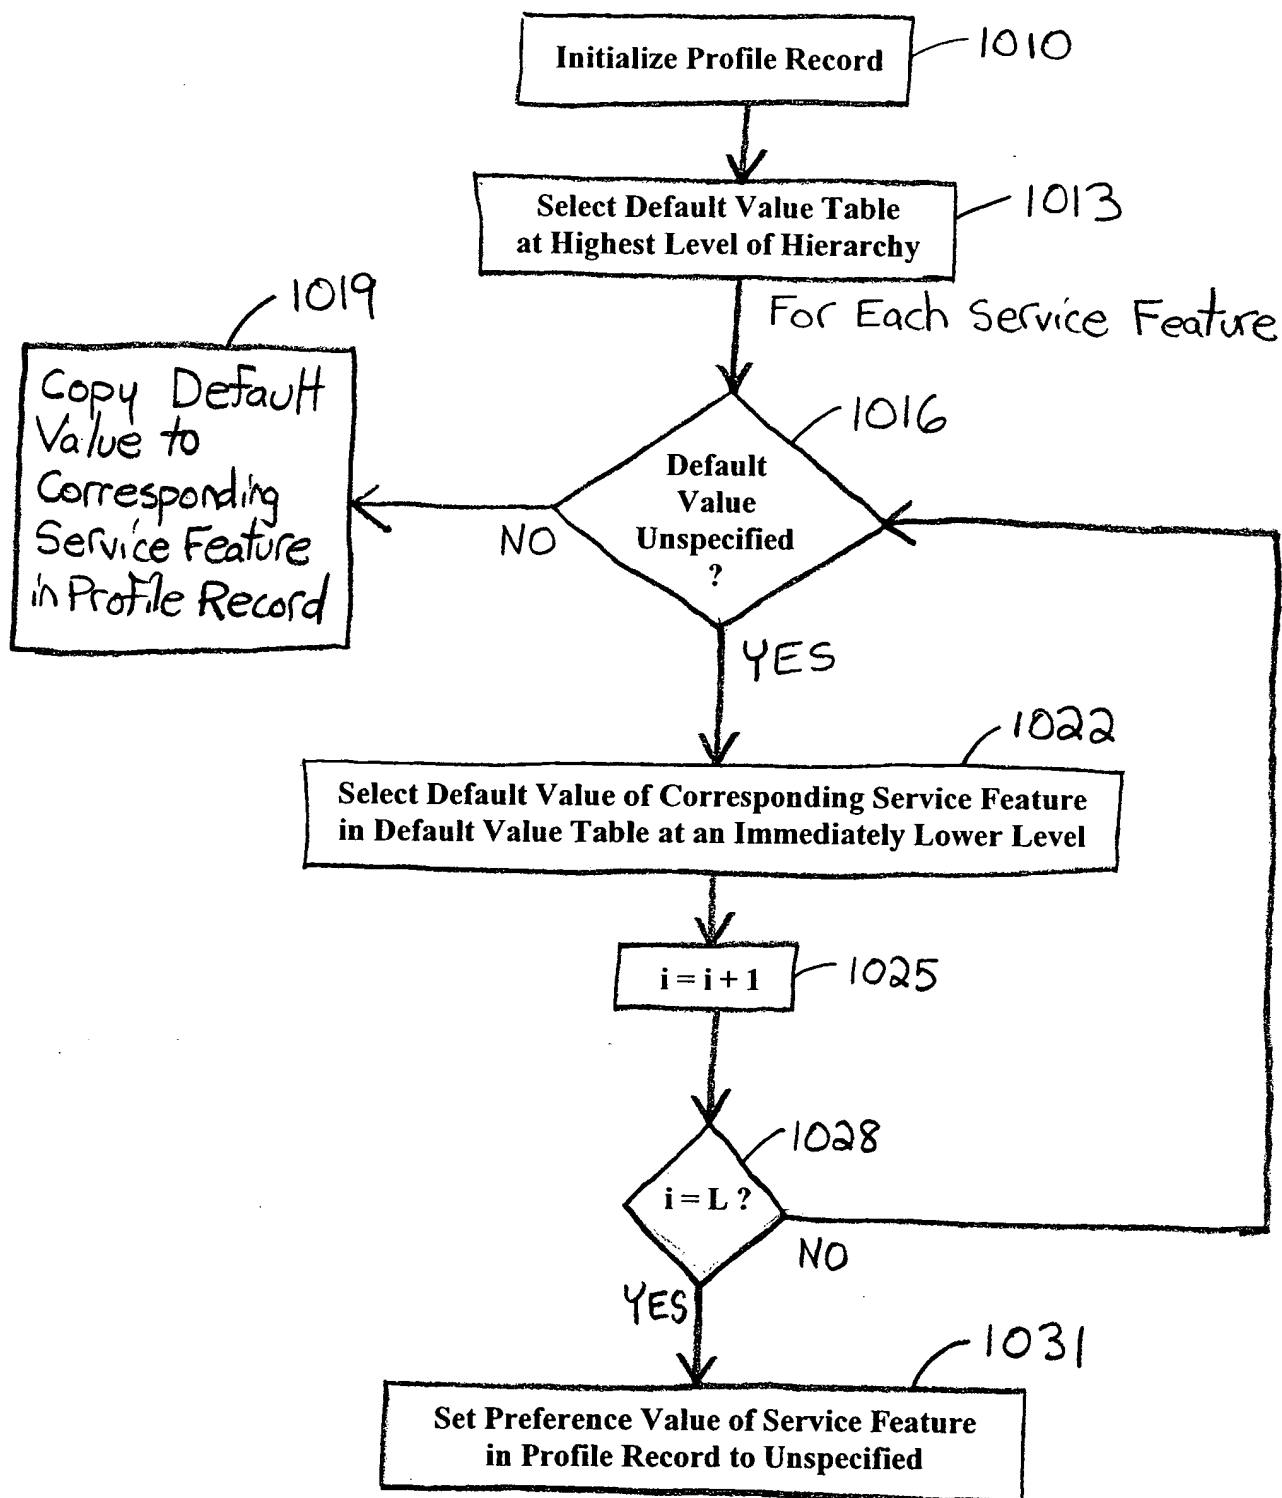 Initialize Profile Record
1010
Select Default Value Table
at Highest Level of Hierarchy
1013
For Each Service Feature
1019
Copy Default
Value to
Corresponding
Service Feature
in Profile Record
1016
Default
Value
Unspecified
?
NO
YES
1022
Select Default Value of Corresponding Service Feature
in Default Value Table at an Immediately Lower Level
i = i + 1
1025
1028
i = L ?
NO
YES
1031
Set Preference Value of Service Feature
in Profile Record to Unspecified